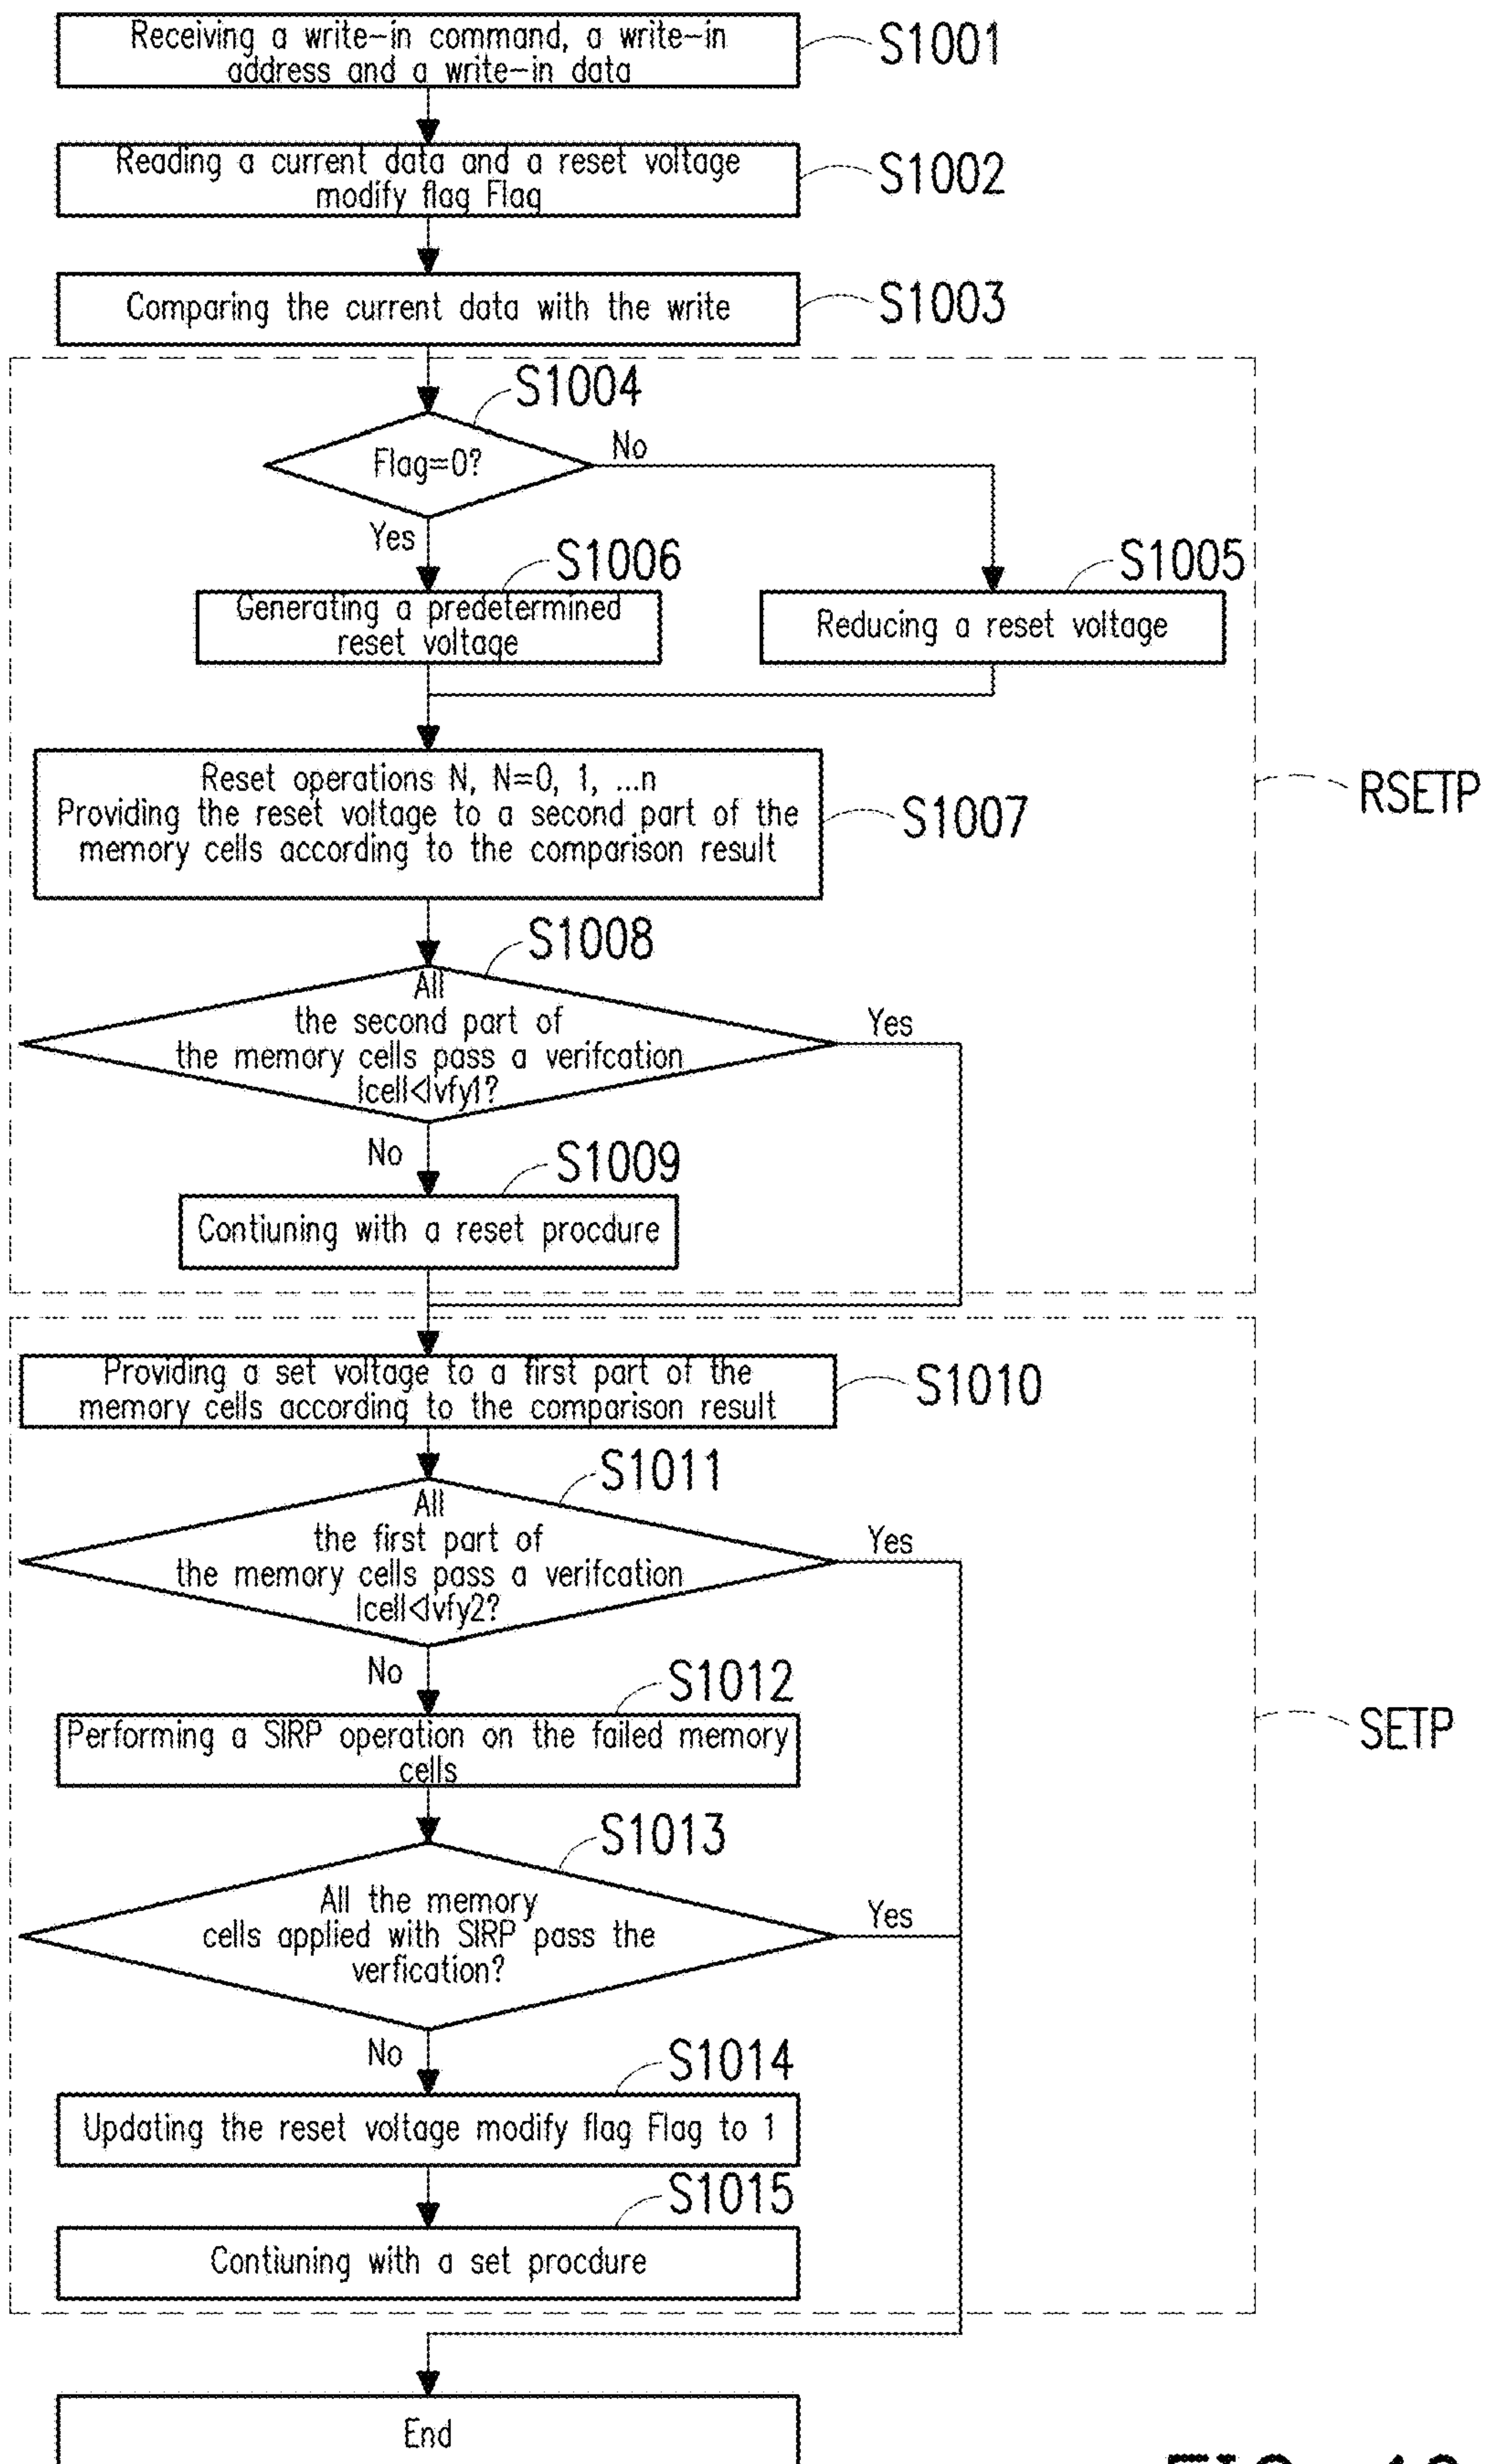 Receiving a write-in command, a write-in
address and a write-in data
S1001
Reading a current data and a reset voltage
modify flag Flag
S1002
Comparing the current data with the write
S1003
S1004
Flag=0?
No
Yes
S1006
S1005
Generating a predetermined
reset voltage
Reducing a reset voltage
Reset operations N, N=0, 1, ...n
Providing the reset voltage to a second part of the
memory cells according to the comparison result
S1007
RSETP
S1008
All
the second part of
the memory cells pass a verifcation
Icell<Ivfy1?
Yes
No
S1009
Contiuning with a reset procdure
Providing a set voltage to a first part of the
memory cells according to the comparison result
S1010
S1011
All
the first part of
the memory cells pass a verifcation
Icell<Ivfy2?
Yes
No
S1012
Performing a SIRP operation on the failed memory
cells
SETP
S1013
All the memory
cells applied with SIRP pass the
verfication?
Yes
No
S1014
Updating the reset voltage modify flag Flag to 1
S1015
Contiuning with a set procdure
End